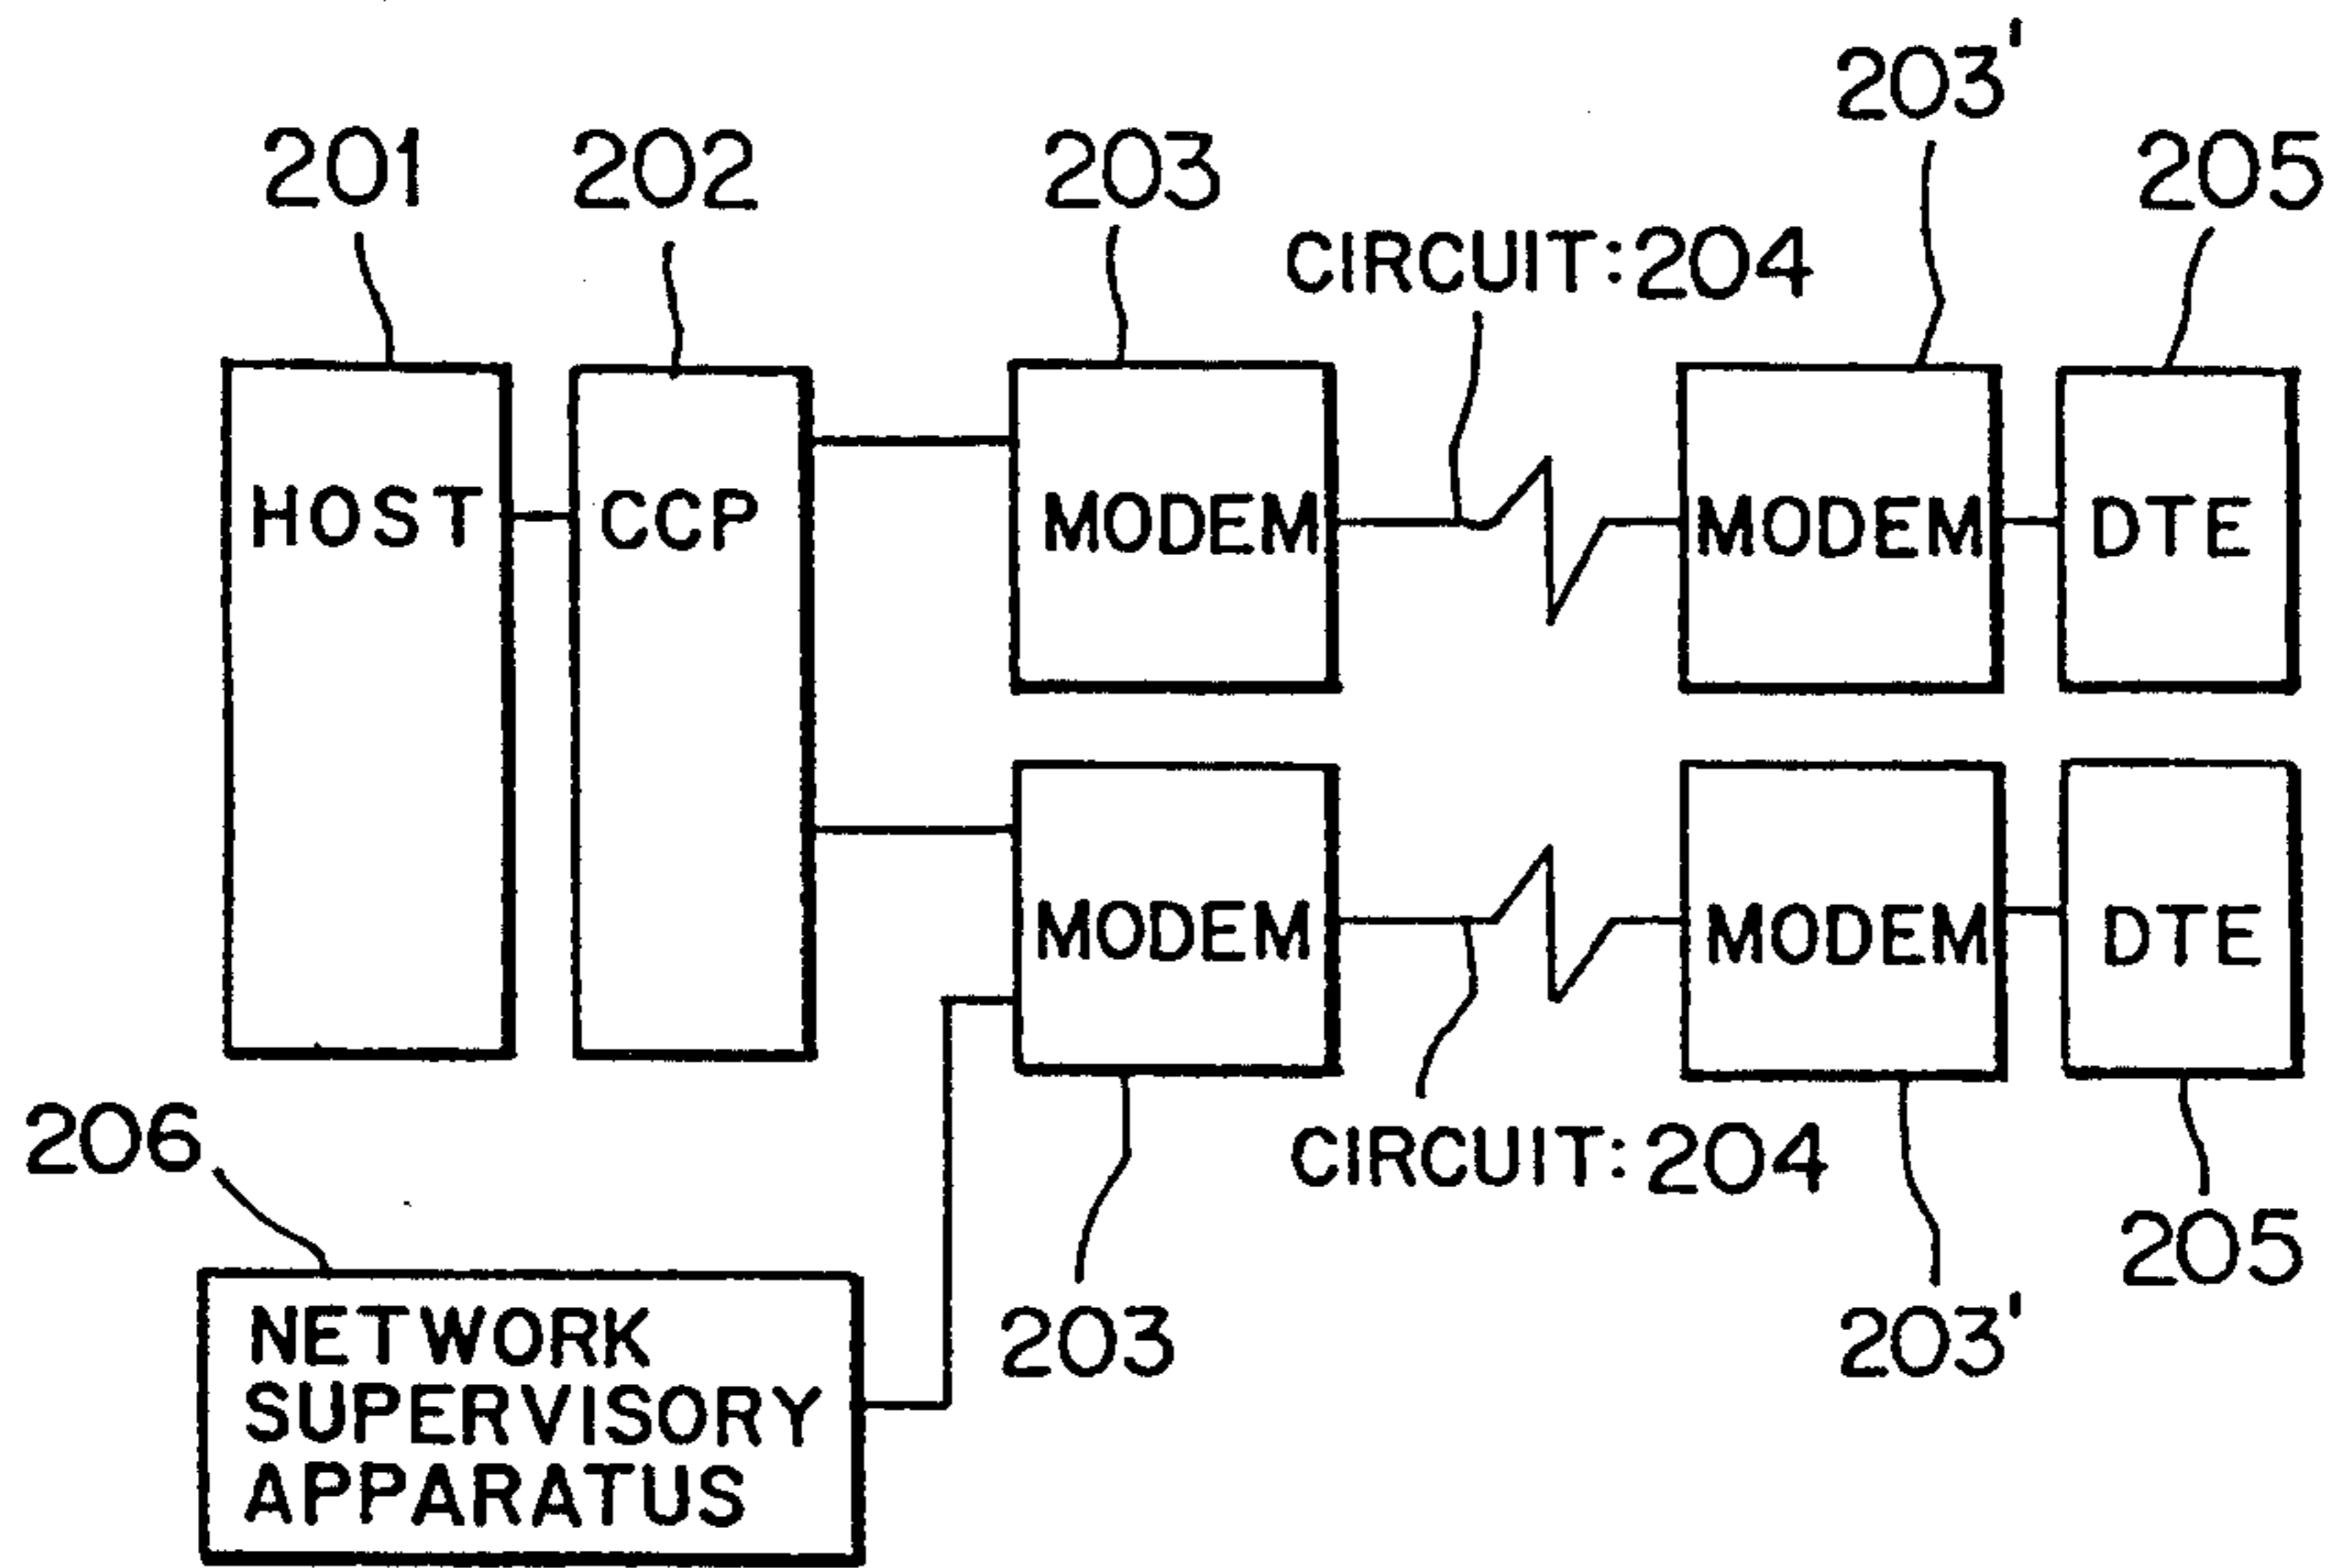 203'
201
202
203
205
CIRCUIT:204
HOST
CCP
MODEM
MODEM
DTE
MODEM
MODEM
DTE
206
CIRCUIT:204
205
203
203'
NETWORK
SUPERVISORY
APPARATUS